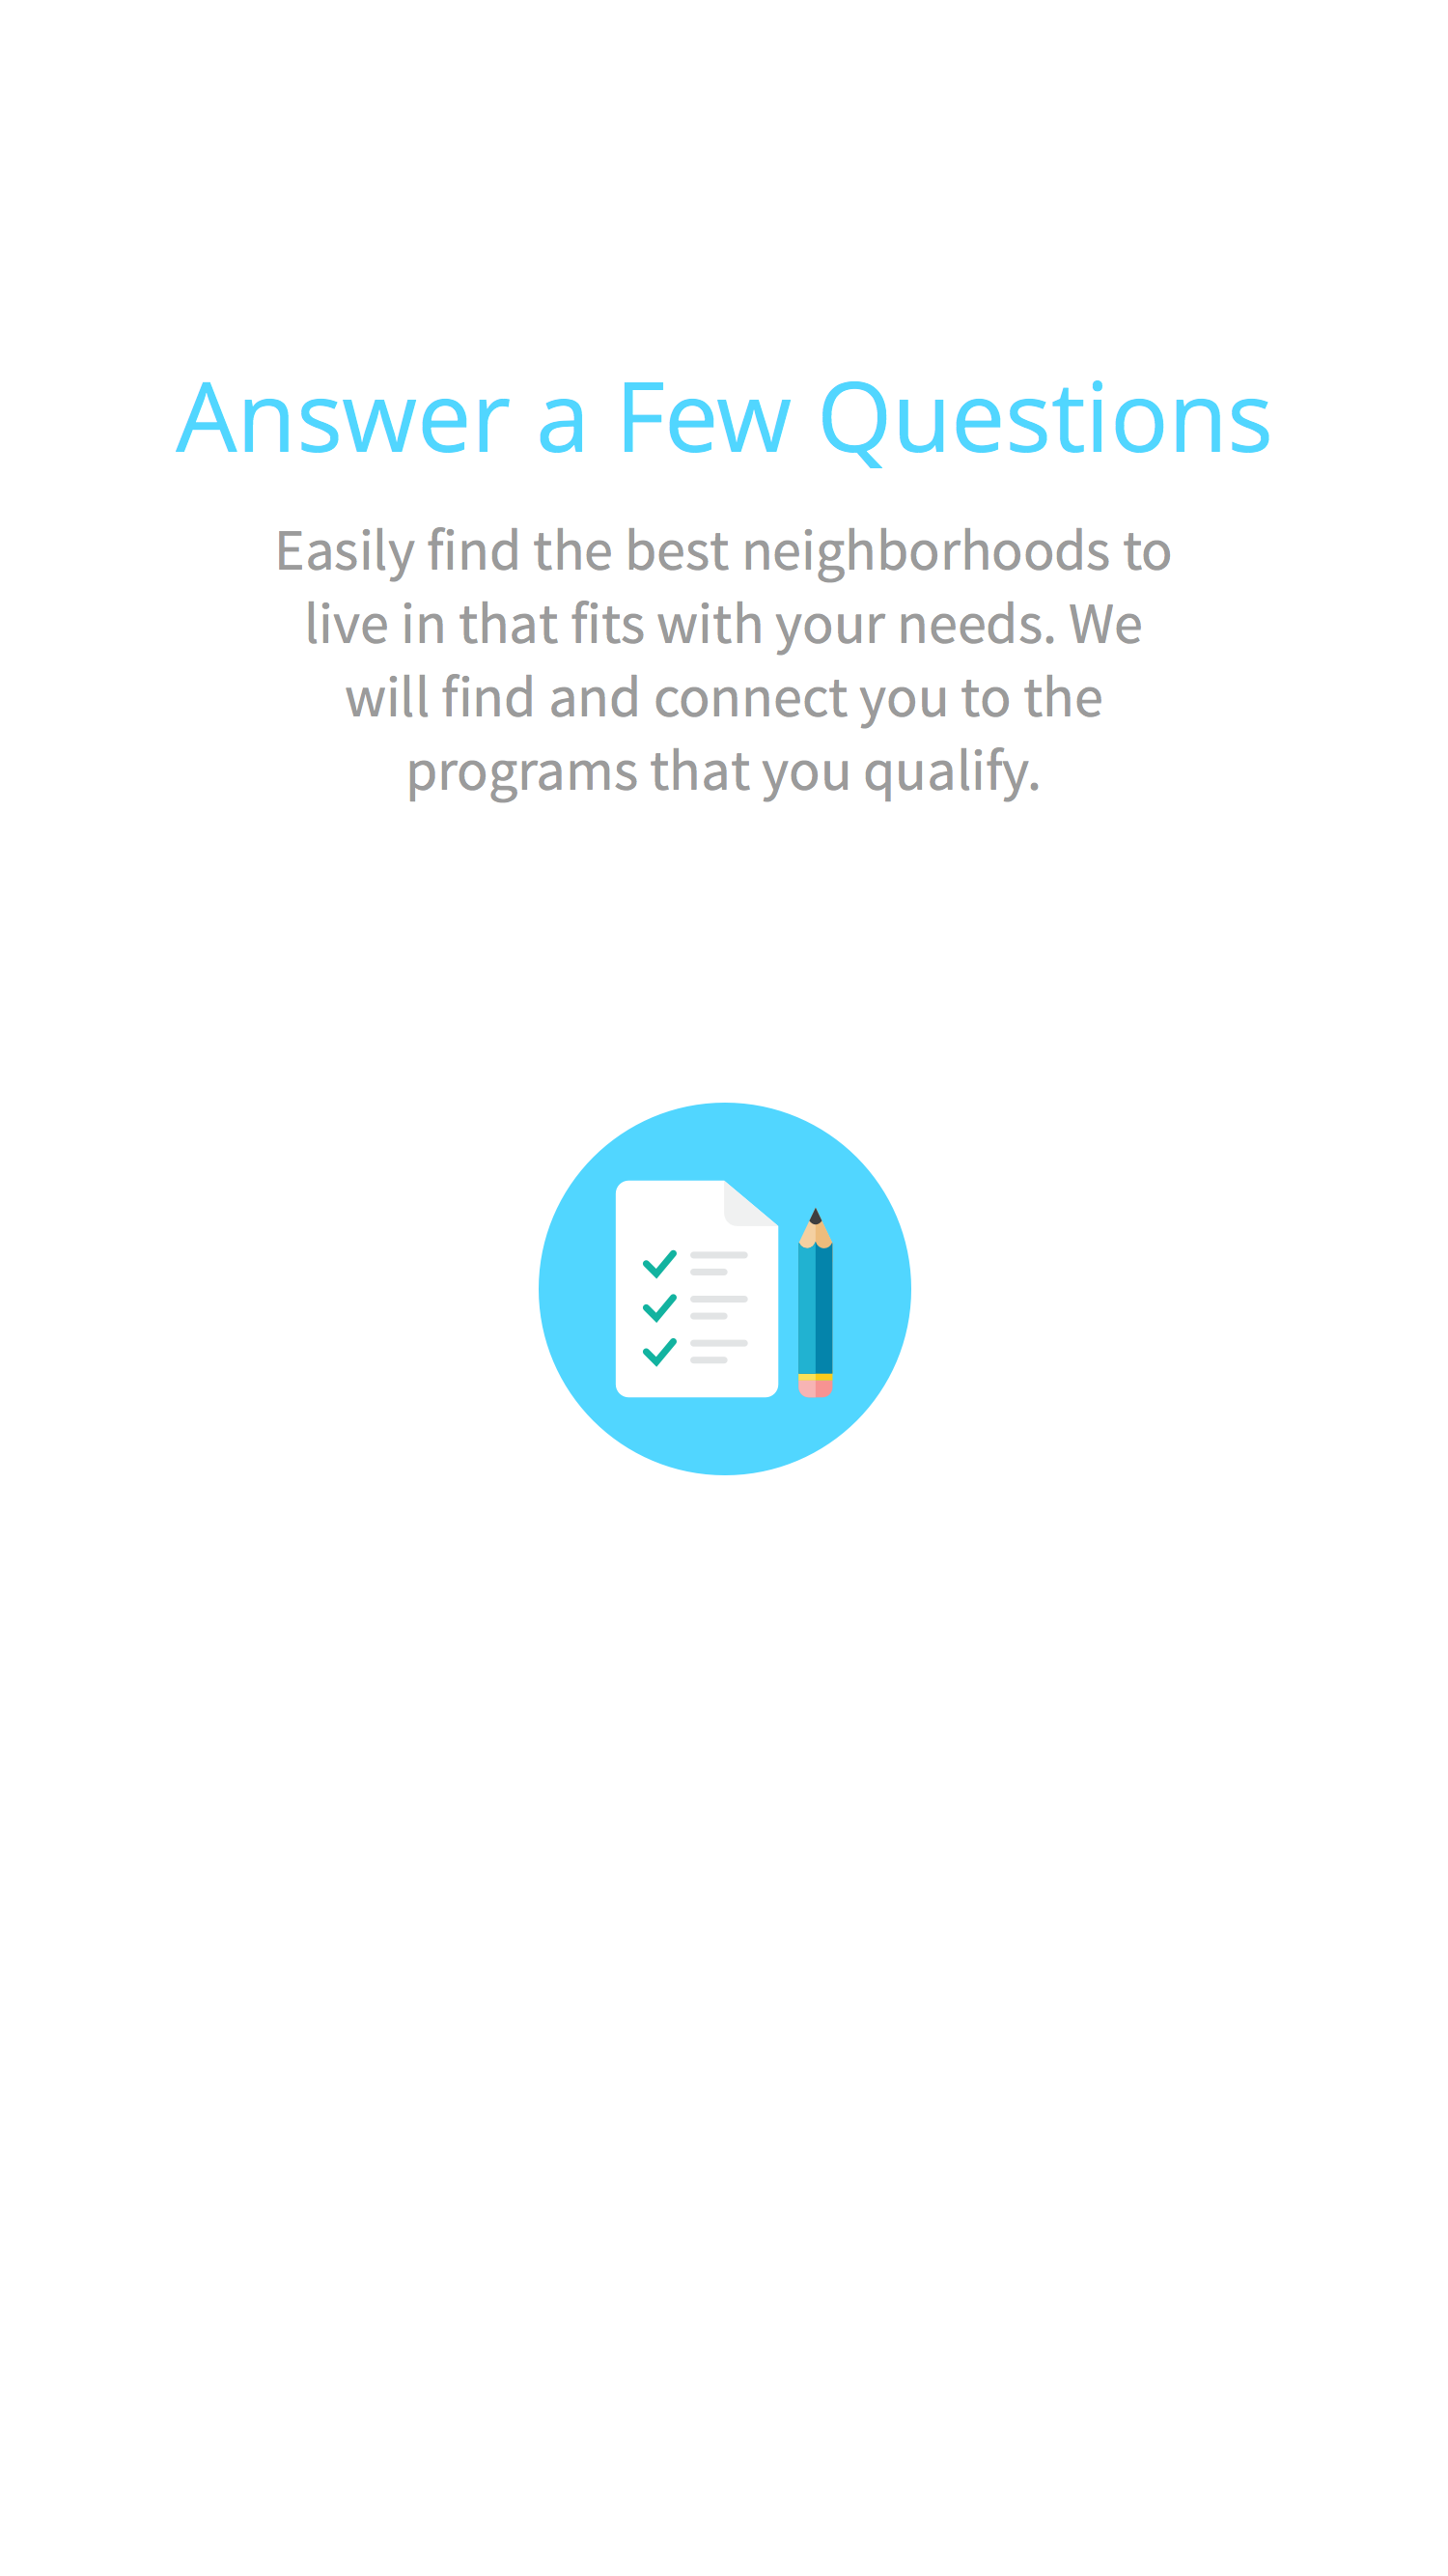 Answer a Few Questions
Easily find the best neighborhoods to
live in that fits with your needs. We
will find and connect you to the
programs that you qualify.